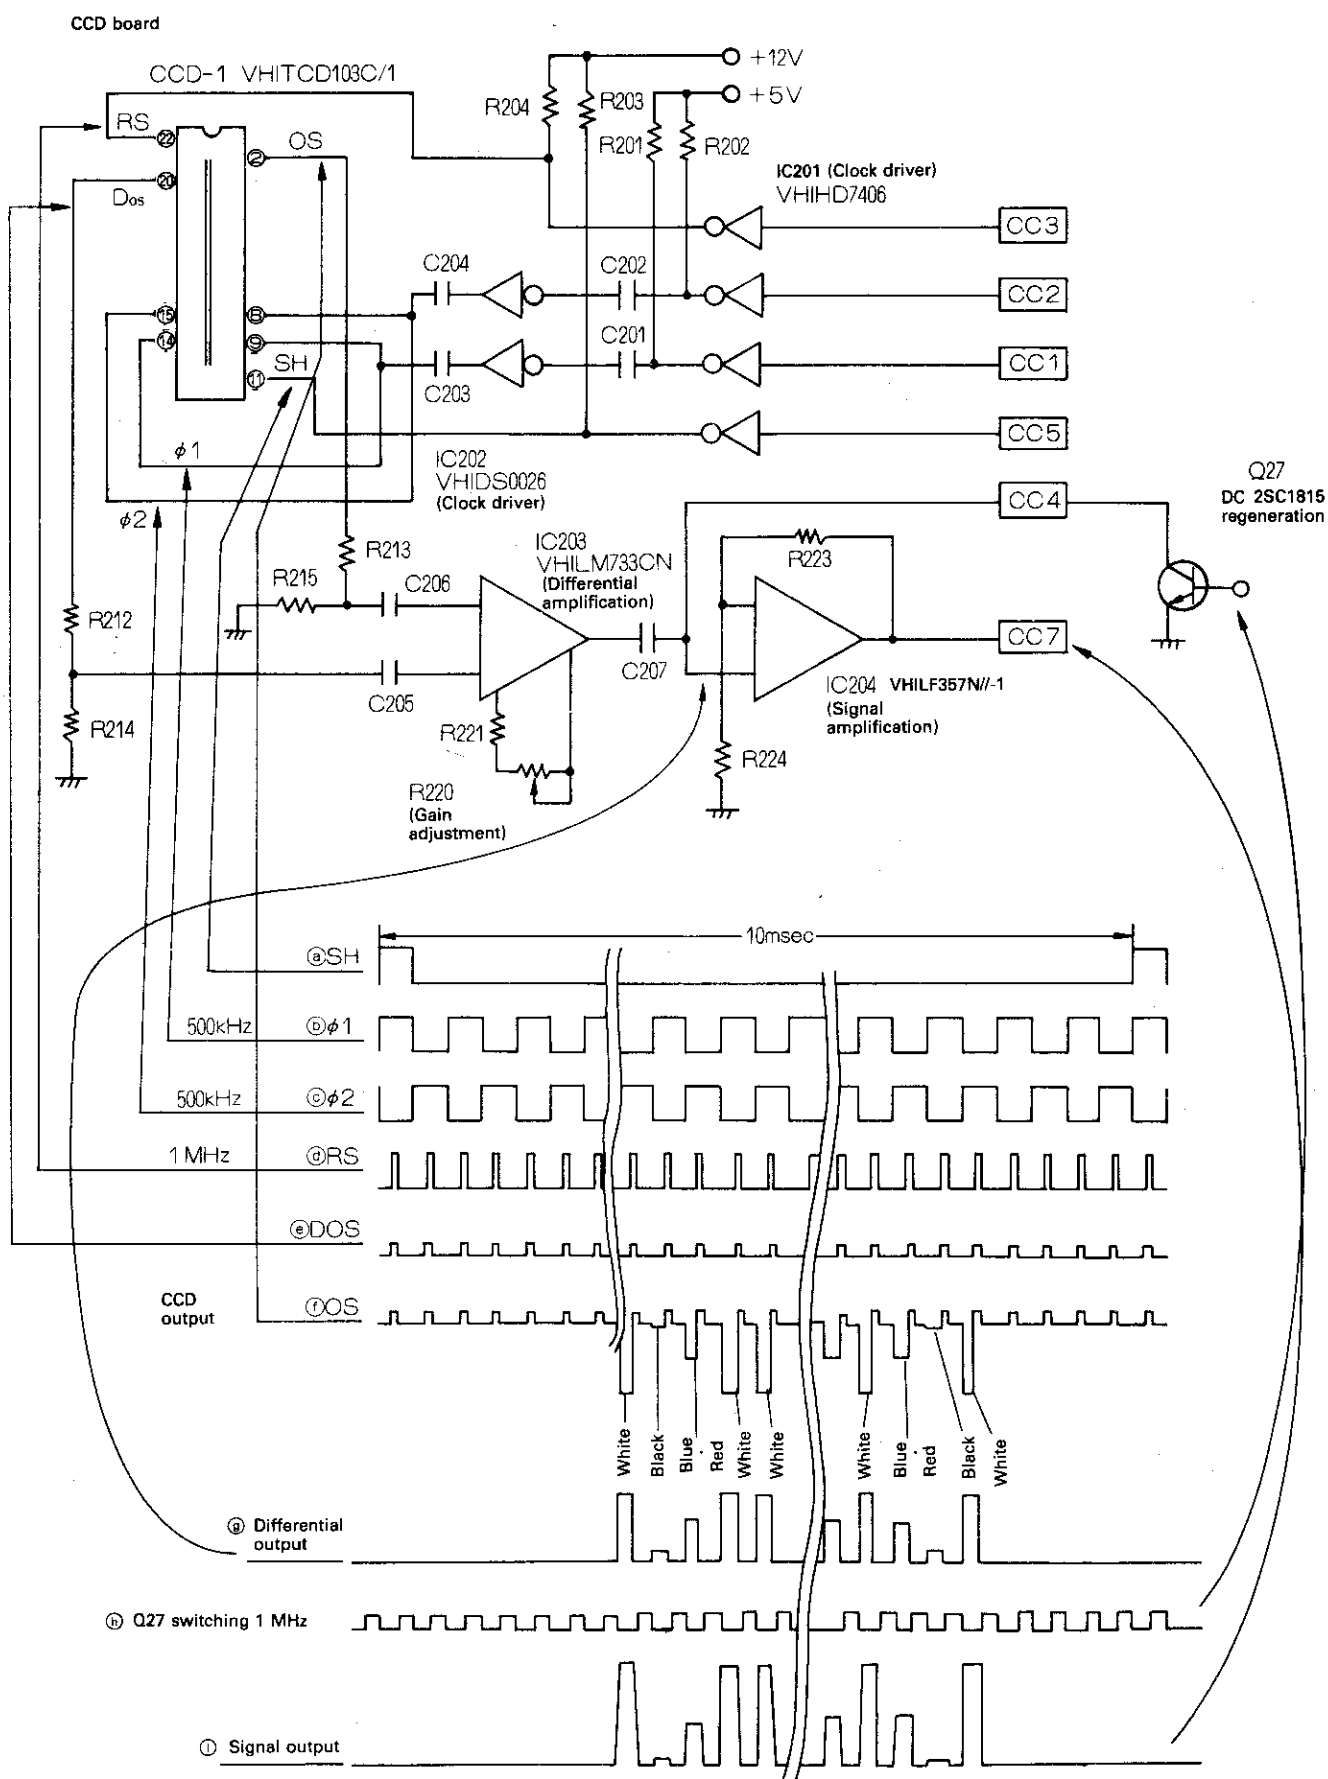 CCD board
CCD-1 VHITCD103C/1
+12V
+5V
R204
R203
R201
R202
RS
OS
22
2
20
Dos
IC201 (Clock driver)
VHIHD7406
CC3
C204
C202
CC2
15
8
14
9
C201
CC1
SH
11
C203
CC5
φ1
IC202
VHIDS0026
(Clock driver)
φ2
Q27
DC 2SC1815
regeneration
CC4
R213
IC203
VHILM733CN
(Differential
amplification)
R223
R215
C206
R212
CC7
C207
C205
IC204 VHILF357N//-1
(Signal
amplification)
R214
R221
R224
R220
(Gain
adjustment)
10msec
ⓐSH
500kHz ⓑφ1
500kHz ⓒφ2
1MHz ⓓRS
ⓔDOS
CCD
output
ⓕOS
White
Black
Blue
Red
White
White
White
Blue
Red
Black
White
ⓖ Differential
output
ⓗ Q27 switching 1 MHz
ⓘ Signal output